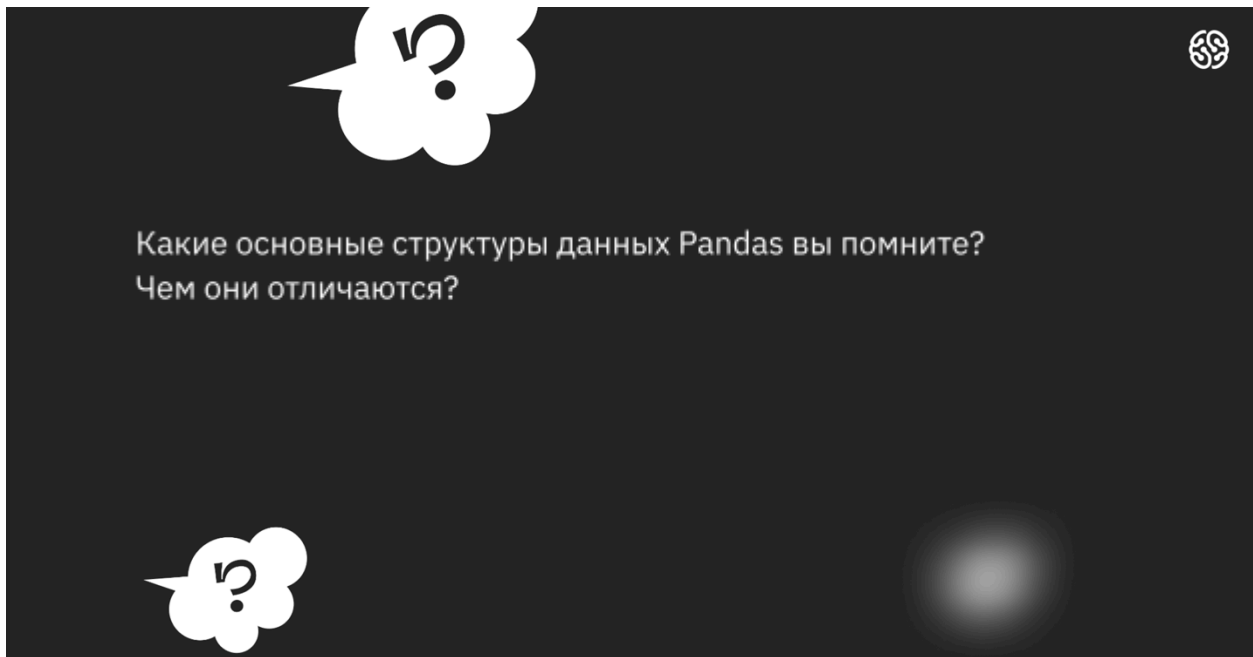 ?
Какие основные структуры данных Pandas вы помните?
Чем они отличаются?
?